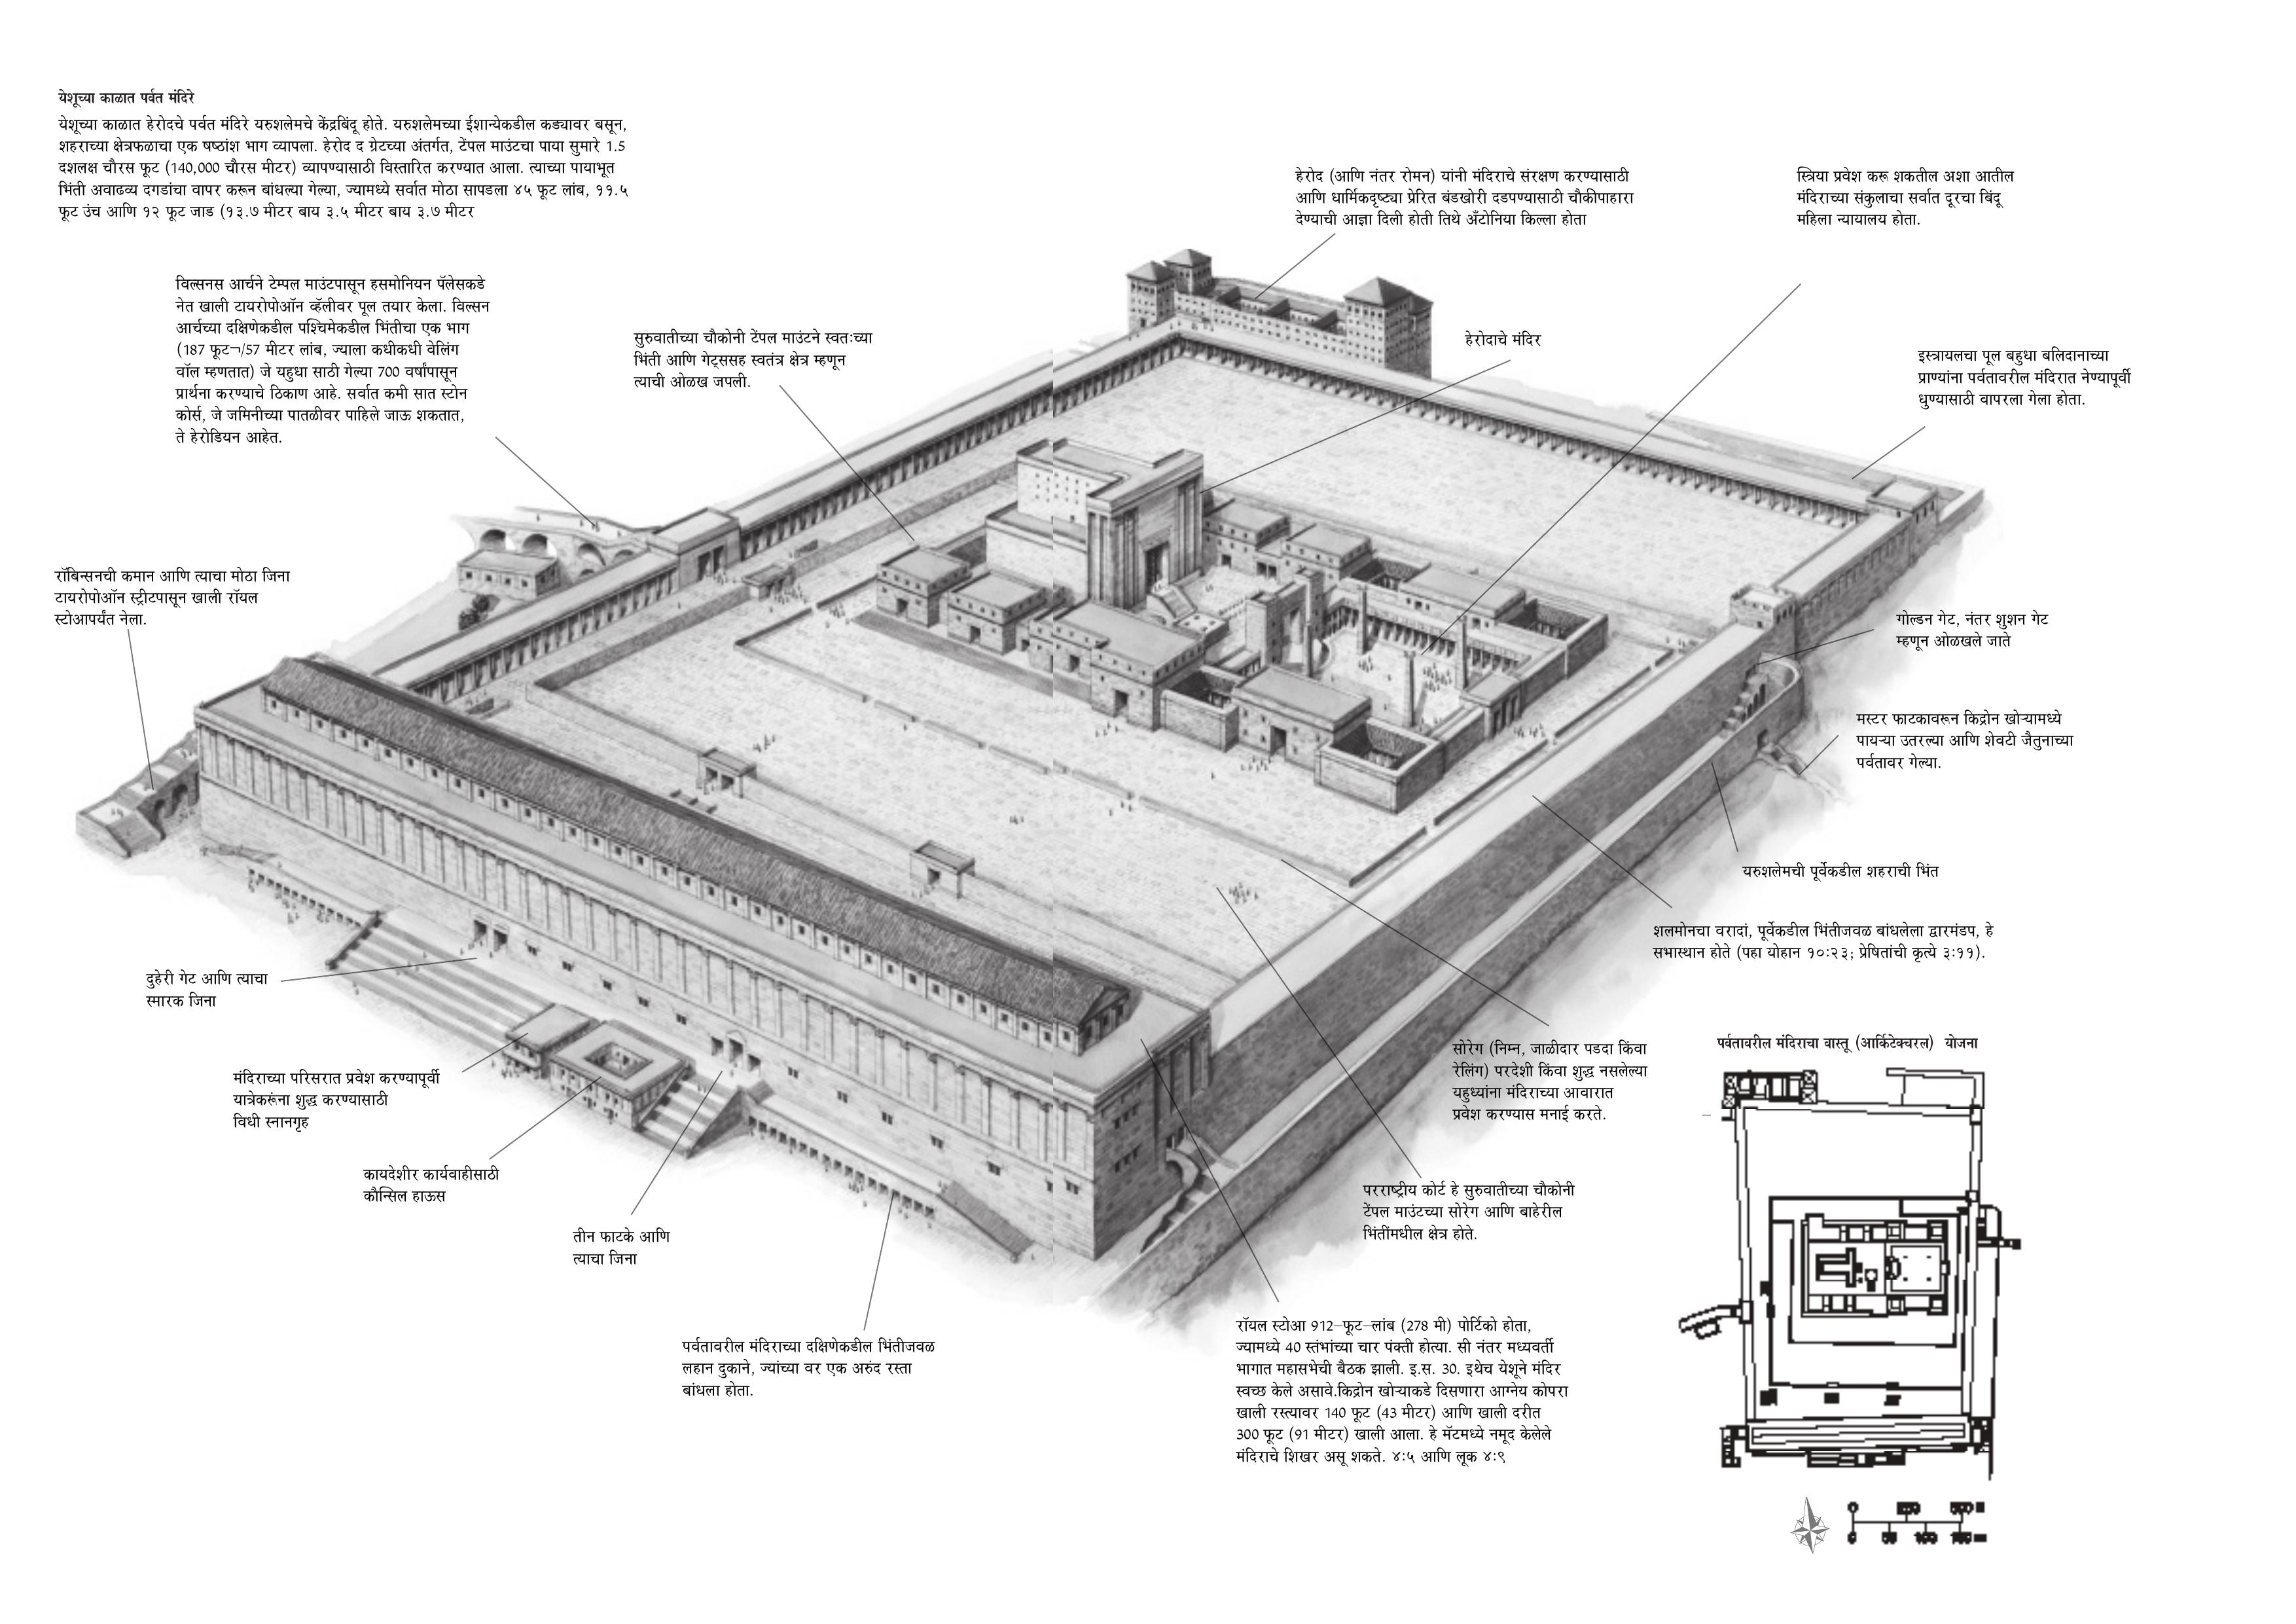 येशूच्या काळात पर्वत मंदिरे
येशूच्या काळात हेरोदचे पर्वत मंदिरे यरुशलेमचे केंद्रबिंदू होते. यरुशलेमच्या ईशान्येकडील कड्यावर बसून,
शहराच्या क्षेत्रफळाचा एक षष्ठांश भाग व्यापला. हेरोद द ग्रेटच्या अंतर्गत, टेंपल माउंटचा पाया सुमारे 1.5
दशलक्ष चौरस फूट (140,000 चौरस मीटर) व्यापण्यासाठी विस्तारित करण्यात आला. त्याच्या पायाभूत
भिंती अवाढव्य दगडांचा वापर करून बांधल्या गेल्या, ज्यामध्ये सर्वात मोठा सापडला ४५ फूट लांब, ११.५
फूट उंच आणि १२ फूट जाड (१३.७ मीटर बाय ३.५ मीटर बाय ३.७ मीटर
हेरोद (आणि नंतर रोमन) यांनी मंदिराचे संरक्षण करण्यासाठी
आणि धार्मिकदृष्ट्या प्रेरित बंडखोरी दडपण्यासाठी चौकीपाहारा
देण्याची आज्ञा दिली होती तिथे अँटोनिया किल्ला होता
स्त्रिया प्रवेश करू शकतील अशा आतील
मंदिराच्या संकुलाचा सर्वात दूरचा बिंदू
महिला न्यायालय होता.
विल्सनस आर्चने टेम्पल माउंटपासून हसमोनियन पॅलेसकडे
नेत खाली टायरोपोऑन व्हॅलीवर पूल तयार केला. विल्सन
आर्चच्या दक्षिणेकडील पश्चिमेकडील भिंतीचा एक भाग
(187 फूट¬/57 मीटर लांब, ज्याला कधीकधी वेलिंग
वॉल म्हणतात) जे यहुधा साठी गेल्या 700 वर्षांपासून
प्रार्थना करण्याचे ठिकाण आहे. सर्वात कमी सात स्टोन
कोर्स, जे जमिनीच्या पातळीवर पाहिले जाऊ शकतात,
ते हेरोडियन आहेत.
सुरुवातीच्या चौकोनी टेंपल माउंटने स्वतःच्या
भिंती आणि गेट्ससह स्वतंत्र क्षेत्र म्हणून
त्याची ओळख जपली.
हेरोदाचे मंदिर
इस्त्रायलचा पूल बहुधा बलिदानाच्या
प्राण्यांना पर्वतावरील मंदिरात नेण्यापूर्वी
धुण्यासाठी वापरला गेला होता.
रॉबिन्सनची कमान आणि त्याचा मोठा जिना
टायरोपोऑन स्ट्रीटपासून खाली रॉयल
स्टोआपर्यंत नेला.
गोल्डन गेट, नंतर शुशन गेट
म्हणून ओळखले जाते
मस्टर फाटकावरून किद्रोन खोऱ्यामध्ये
पायऱ्या उतरल्या आणि शेवटी जैतुनाच्या
पर्वतावर गेल्या.
यरुशलेमची पूर्वेकडील शहराची भिंत
शलमोनचा वरादां, पूर्वेकडील भिंतीजवळ बांधलेला द्वारमंडप, हे
सभास्थान होते (पहा योहान १०:२३; प्रेषितांची कृत्ये ३:११).
दुहेरी गेट आणि त्याचा
स्मारक जिना
मंदिराच्या परिसरात प्रवेश करण्यापूर्वी
यात्रेकरूंना शुद्ध करण्यासाठी
विधी स्नानगृह
कायदेशीर कार्यवाहीसाठी
कौन्सिल हाऊस
तीन फाटके आणि
त्याचा जिना
पर्वतावरील मंदिराच्या दक्षिणेकडील भिंतीजवळ
लहान दुकाने, ज्यांच्या वर एक अरुंद रस्ता
बांधला होता.
सोरेग (निम्न, जाळीदार पडदा किंवा
रेलिंग) परदेशी किंवा शुद्ध नसलेल्या
यहुध्यांना मंदिराच्या आवारात
प्रवेश करण्यास मनाई करते.
परराष्ट्रीय कोर्ट हे सुरुवातीच्या चौकोनी
टेंपल माउंटच्या सोरेग आणि बाहेरील
भिंतींमधील क्षेत्र होते.
रॉयल स्टोआ 912–फूट–लांब (278 मी) पोर्टिको होता,
ज्यामध्ये 40 स्तंभांच्या चार पंक्ती होत्या. सी नंतर मध्यवर्ती
भागात महासभेची बैठक झाली. इ.स. 30. इथेच येशूने मंदिर
स्वच्छ केले असावे.किद्रोन खोऱ्याकडे दिसणारा आग्नेय कोपरा
खाली रस्त्यावर 140 फूट (43 मीटर) आणि खाली दरीत
300 फूट (91 मीटर) खाली आला. हे मॅटमध्ये नमूद केलेले
मंदिराचे शिखर असू शकते. ४:५ आणि लूक ४:९
पर्वतावरील मंदिराचा वास्तू (आर्किटेक्चरल) योजना